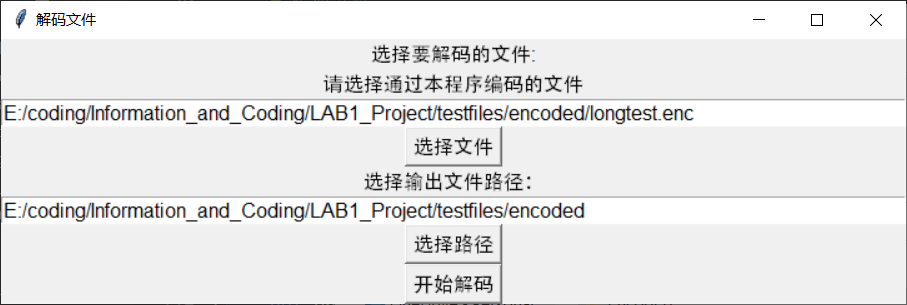 解码文件
选择要解码的文件:
请选择通过本程序编码的文件
E:/coding/Information_and_Coding/LAB1_Project/testfiles/encoded/longtest.enc
选择文件
选择输出文件路径：
E:/coding/Information_and_Coding/LAB1_Project/testfiles/encoded
选择路径
开始解码